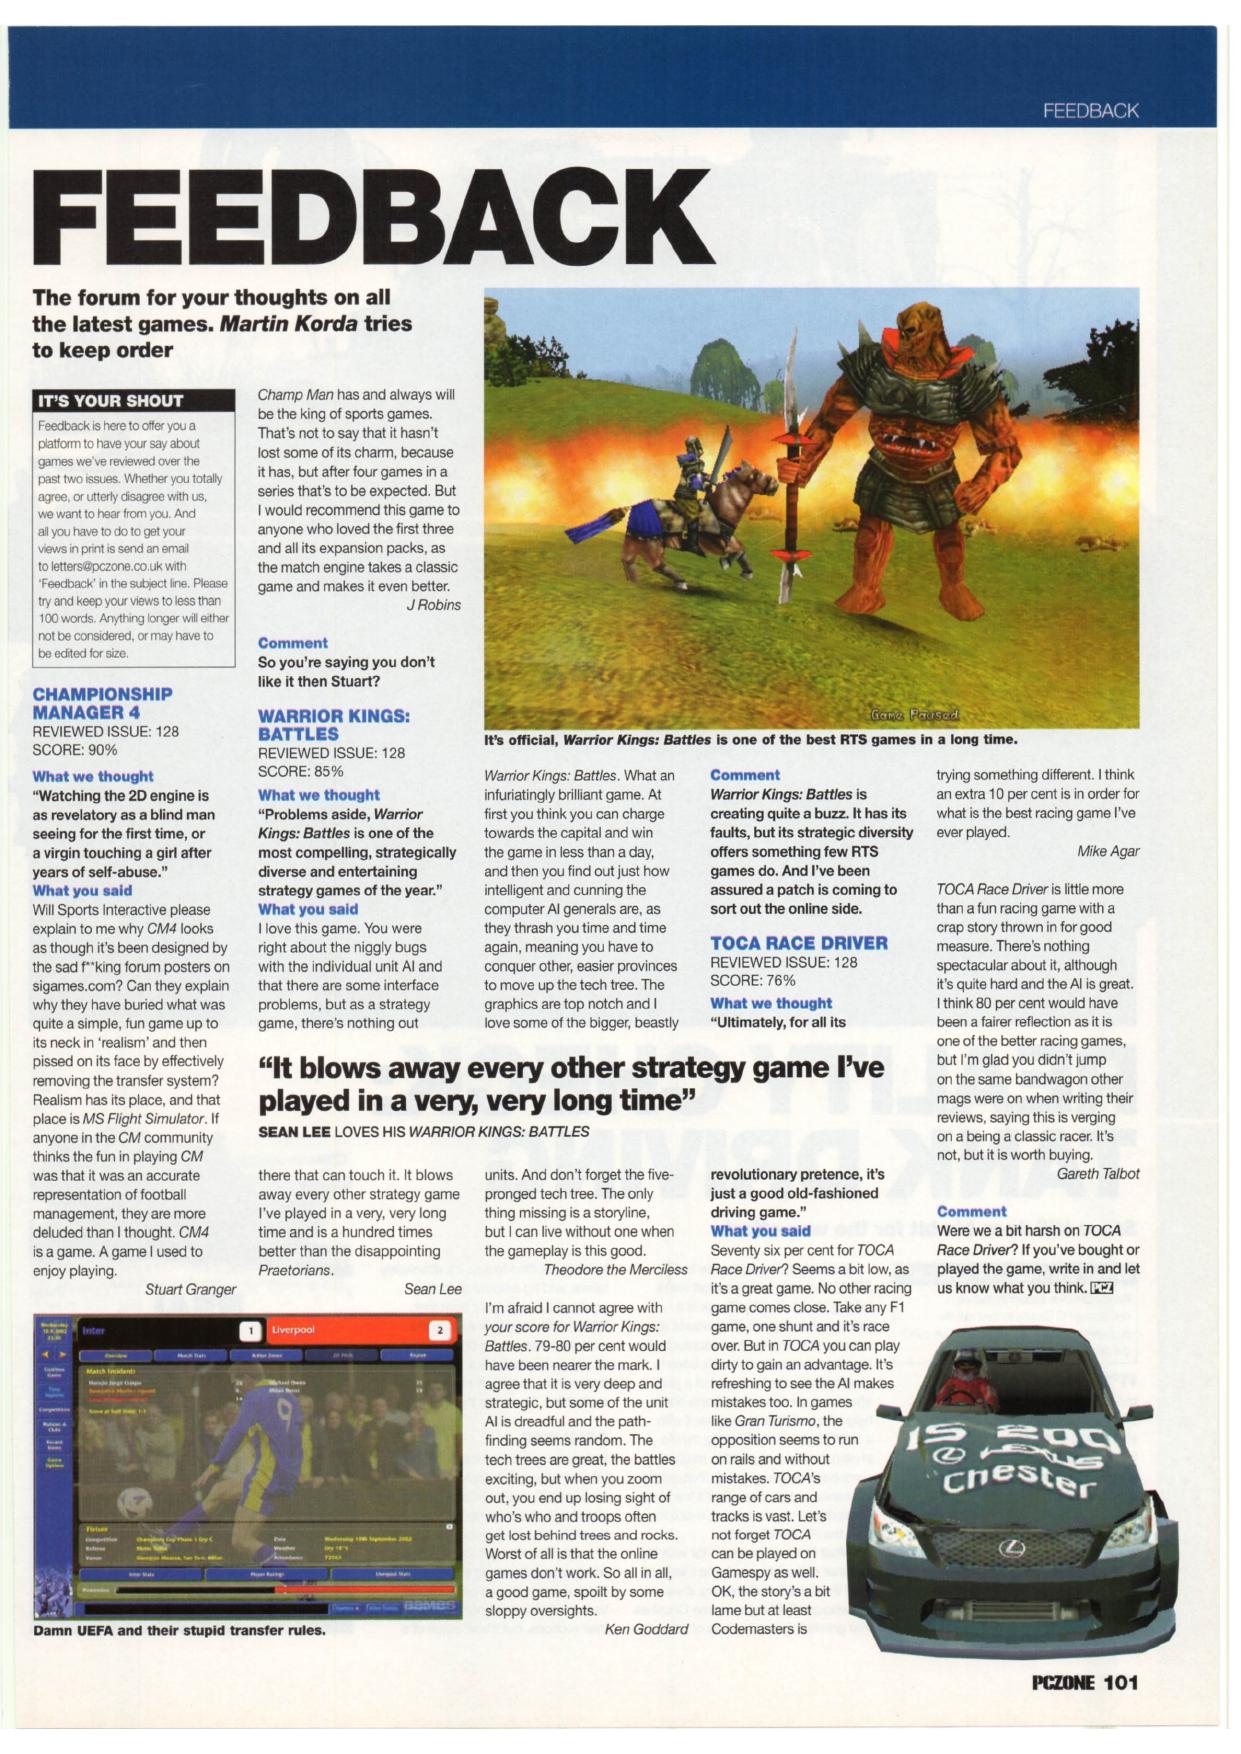 FEEDBACK
FEEDBACK
The forum for your thoughts on all
the latest games. Martin Korda tries
to keep order
IT'S YOUR SHOUT
Feedback is here to offer you a
platform to have your say about
games we've reviewed over the
past two issues. Whether you totally
agree, or utterly disagree with us,
we want to hear from you. And
all you have to do to get your
views in print is send an email
to letters@pczone.co.uk with
'Feedback' in the subject line. Please
try and keep your views to less than
100 words. Anything longer will either
not be considered, or may have to
be edited for size.
CHAMPIONSHIP
MANAGER 4
REVIEWED ISSUE: 128
SCORE: 90%
What we thought
"Watching the 2D engine is
as revelatory as a blind man
seeing for the first time, or
a virgin touching a girl after
years of self-abuse."
What you said
Will Sports Interactive please
explain to me why CM4 looks
as though it's been designed by
the sad f**king forum posters on
sigames.com? Can they explain
why they have buried what was
quite a simple, fun game up to
its neck in 'realism' and then
pissed on its face by effectively
removing the transfer system?
Realism has its place, and that
place is MS Flight Simulator. If
anyone in the CM community
thinks the fun in playing CM
was that it was an accurate
representation of football
management, they are more
deluded than I thought. CM4
is a game. A game I used to
enjoy playing.
Stuart Granger
Champ Man has and always will
be the king of sports games.
That's not to say that it hasn't
lost some of its charm, because
it has, but after four games in a
series that's to be expected. But
I would recommend this game to
anyone who loved the first three
and all its expansion packs, as
the match engine takes a classic
game and makes it even better.
J Robins
Comment
So you're saying you don't
like it then Stuart?
WARRIOR KINGS:
BATTLES
REVIEWED ISSUE: 128
SCORE: 85%
What we thought
"Problems aside, Warrior
Kings: Battles is one of the
most compelling, strategically
diverse and entertaining
strategy games of the year."
What you said
I love this game. You were
right about the niggly bugs
with the individual unit AI and
that there are some interface
problems, but as a strategy
game, there's nothing out
"It blows away every other strategy game I've
played in a very, very long time"
SEAN LEE LOVES HIS WARRIOR KINGS: BATTLES
there that can touch it. It blows
away every other strategy game
I've played in a very, very long
time and is a hundred times
better than the disappointing
Praetorians.
Sean Lee
Game Paused
It's official, Warrior Kings: Battles is one of the best RTS games in a long time.
Warrior Kings: Battles. What an
infuriatingly brilliant game. At
first you think you can charge
towards the capital and win
the game in less than a day,
and then you find out just how
intelligent and cunning the
computer AI generals are, as
they thrash you time and time
again, meaning you have to
conquer other, easier provinces
to move up the tech tree. The
graphics are top notch and I
love some of the bigger, beastly
units. And don't forget the five-
pronged tech tree. The only
thing missing is a storyline,
but I can live without one when
the gameplay is this good.
Theodore the Merciless
I'm afraid I cannot agree with
your score for Warrior Kings:
Battles. 79-80 per cent would
have been nearer the mark. I
agree that it is very deep and
strategic, but some of the unit
AI is dreadful and the path-
finding seems random. The
tech trees are great, the battles
exciting, but when you zoom
out, you end up losing sight of
who's who and troops often
get lost behind trees and rocks.
Worst of all is that the online
games don't work. So all in all,
a good game, spoilt by some
sloppy oversights.
Ken Goddard
Comment
Warrior Kings: Battles is
creating quite a buzz. It has its
faults, but its strategic diversity
offers something few RTS
games do. And I've been
assured a patch is coming to
sort out the online side.
TOCA RACE DRIVER
REVIEWED ISSUE: 128
SCORE: 76%
What we thought
"Ultimately, for all its
revolutionary pretence, it's
just a good old-fashioned
driving game."
What you said
Seventy six per cent for TOCA
Race Driver? Seems a bit low, as
it's a great game. No other racing
game comes close. Take any F1
game, one shunt and it's race
over. But in TOCA you can play
dirty to gain an advantage. It's
refreshing to see the AI makes
mistakes too. In games
like Gran Turismo, the
opposition seems to run
on rails and without
mistakes. TOCA's
range of cars and
tracks is vast. Let's
not forget TOCA
can be played on
Gamespy as well.
OK, the story's a bit
lame but at least
Codemasters is
trying something different. I think
an extra 10 per cent is in order for
what is the best racing game I've
ever played.
Mike Agar
TOCA Race Driver is little more
than a fun racing game with a
crap story thrown in for good
measure. There's nothing
spectacular about it, although
it's quite hard and the AI is great.
I think 80 per cent would have
been a fairer reflection as it is
one of the better racing games,
but I'm glad you didn't jump
on the same bandwagon other
mags were on when writing their
reviews, saying this is verging
on a being a classic racer. It's
not, but it is worth buying.
Gareth Talbot
Comment
Were we a bit harsh on TOCA
Race Driver? If you've bought or
played the game, write in and let
us know what you think. PCZ
Inter 1 Liverpool 2
Overview Match Stats Action Zones 2D Pitch Report
Match Incidents
Fixture
Competition Champions Cup Phase 1 Grp C Date Wednesday 18th September 2002
Referee Weather Dry
Venue Attendance
Inter Stats Player Ratings Liverpool Stats
Possession
Damn UEFA and their stupid transfer rules.
IS 200
LEXUS
Chester
PCZONE 101